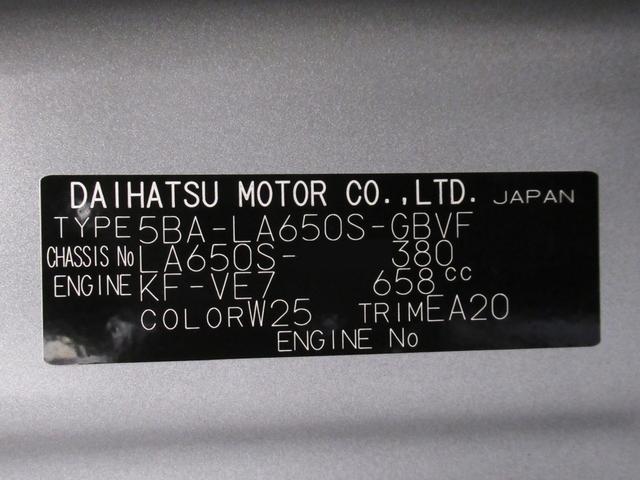 DAIHATSU MOTOR CO.,LTD. JAPAN
TYPE 5BA-LA650S-GBVF
CHASSIS No LA650S- 380
ENGINE KF-VE7 658cc
COLOR W25 TRIM EA20
ENGINE No